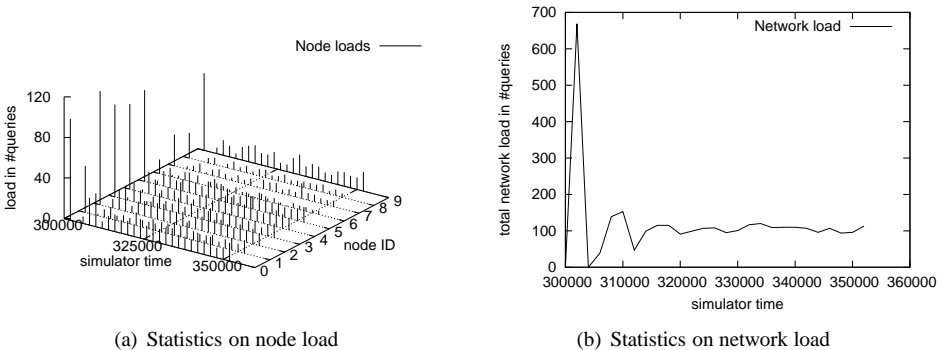 Node loads
load in #queries
120
80
40
0
300000
325000
350000
simulator time
0
1
2
3
4
5
6
7
8
9
node ID
(a) Statistics on node load
Network load
total network load in #queries
700
600
500
400
300
200
100
0
300000 310000 320000 330000 340000 350000 360000
simulator time
(b) Statistics on network load